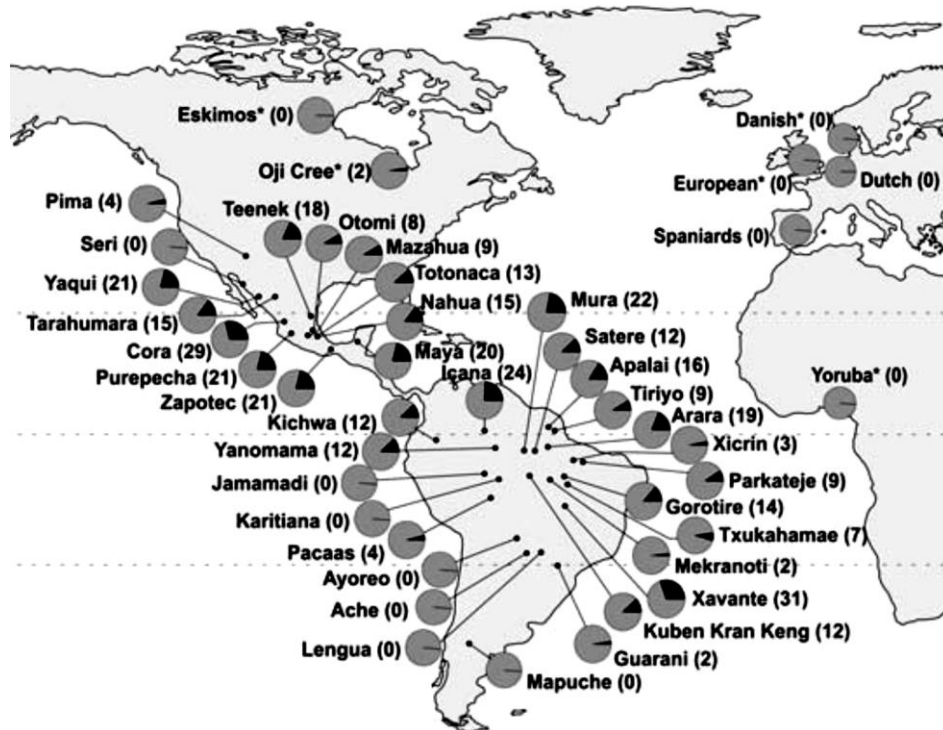 Eskimos* (0)
Danish* (0)
Oji Cree* (2)
European* (0)
Dutch (0)
Pima (4)
Teenek (18)
Otomi (8)
Spaniards (0)
Seri (0)
Mazahua (9)
Yaqui (21)
Totonaca (13)
Tarahumara (15)
Nahua (15)
Mura (22)
Cora (29)
Satere (12)
Maya (20)
Purepecha (21)
Içana (24)
Apalai (16)
Yoruba* (0)
Zapotec (21)
Tiriyo (9)
Kichwa (12)
Arara (19)
Yanomama (12)
Xicrin (3)
Jamamadi (0)
Parkateje (9)
Karitiana (0)
Gorotire (14)
Pacaas (4)
Txukahamae (7)
Ayoreo (0)
Mekranoti (2)
Ache (0)
Xavante (31)
Kuben Kran Keng (12)
Lengua (0)
Guarani (2)
Mapuche (0)